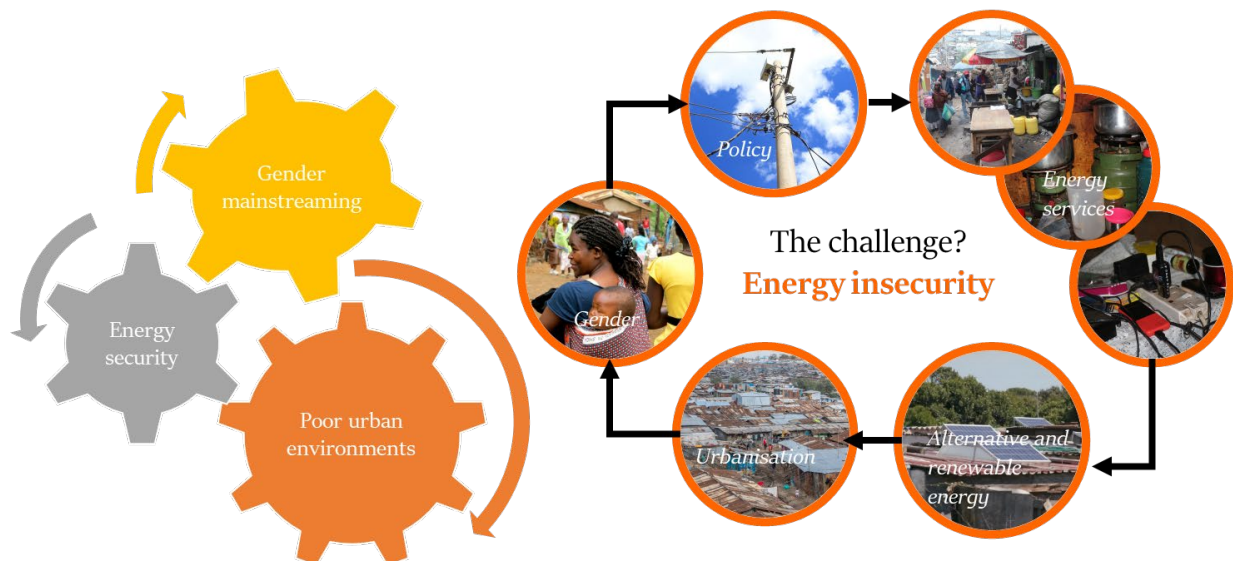 Gender
mainstreaming
Energy
security
Poor urban
environments
Policy
Energy
services
The challenge?
Energy insecurity
Gender
Urbanisation
Alternative and
renewable
energy